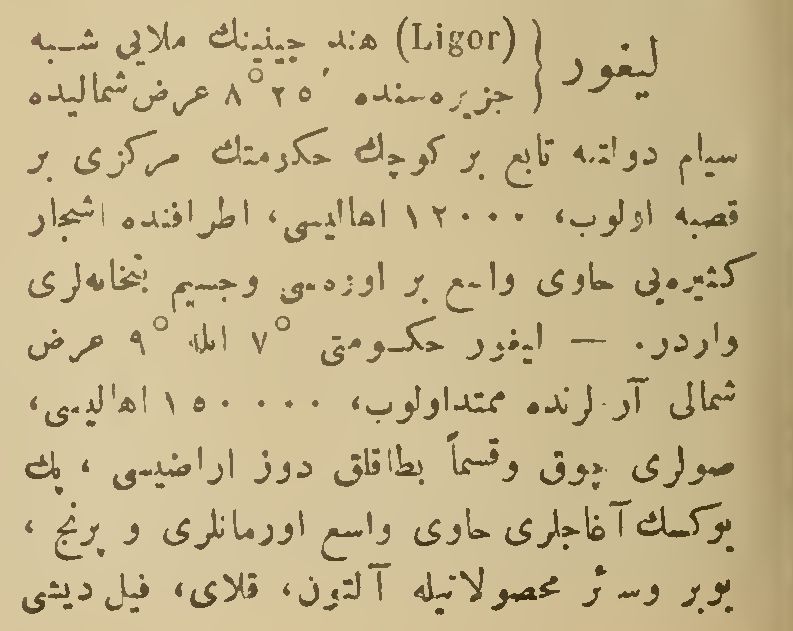 ليغور { (Ligor) هند چينينك ملايى شبه
جزيره‌سنده ٨° ٢٥′ عرض شماليده
سيام دولتنه تابع بر كوچك حكومتك مركزى بر
قصبه اولوب، ١٢٠٠٠ اهاليسى، اطرافنده اشجار
كثيره‌يى حاوى واسع بر اوزه‌سى وجسيم بتخانه‌لرى
واردر. — ليغور حكومتى ٧° ايله ٩° عرض
شمالى آره‌لرنده ممتداولوب، ١٥٠٠٠٠ اهاليسى،
صولرى چوق وقسماً بطاقلق دوز اراضيسى، پك
يوكسك آغاجلرى حاوى واسع اورمانلرى و پرنج،
بوبر وسائر محصولاتيله آلتون، قلاى، فيل ديشى